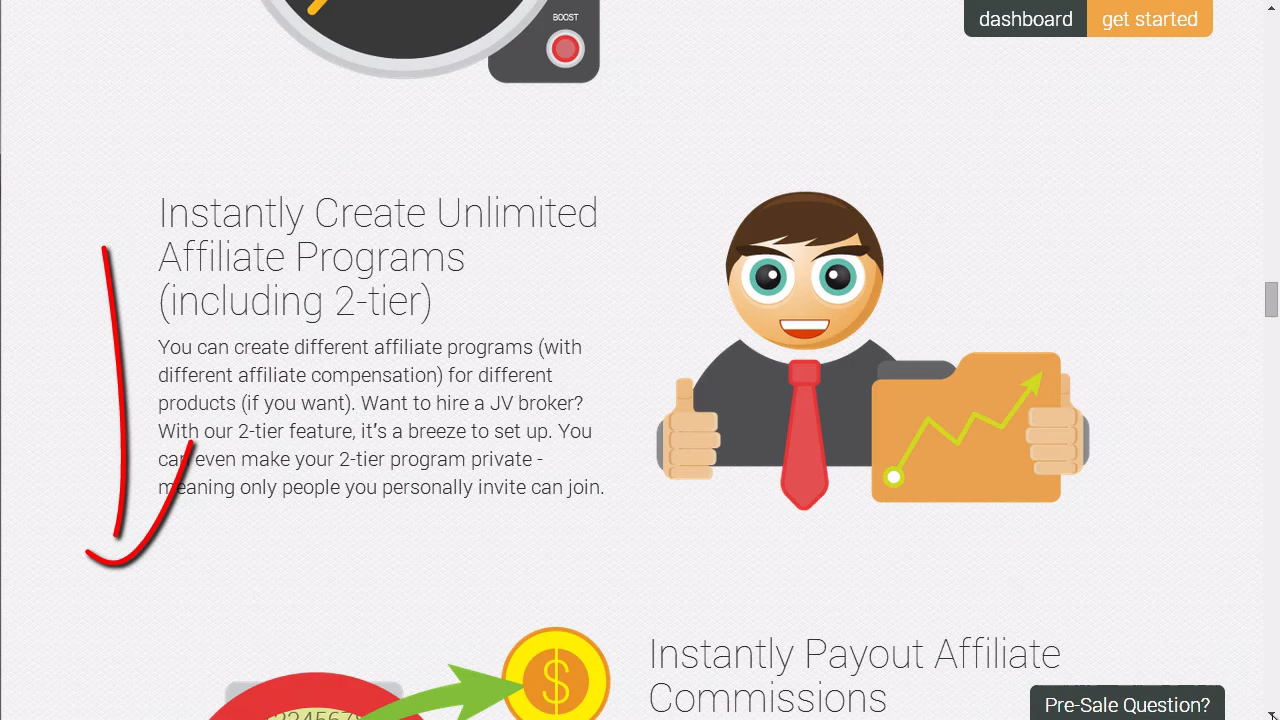 BOOST
dashboard
get started
Instantly Create Unlimited
Affiliate Programs
(including 2-tier)
You can create different affiliate programs (with
different affiliate compensation) for different
products (if you want). Want to hire a JV broker?
With our 2-tier feature, it's a breeze to set up. You
can even make your 2-tier program private -
meaning only people you personally invite can join.
$
Instantly Payout Affiliate
Commissions
Pre-Sale Question?